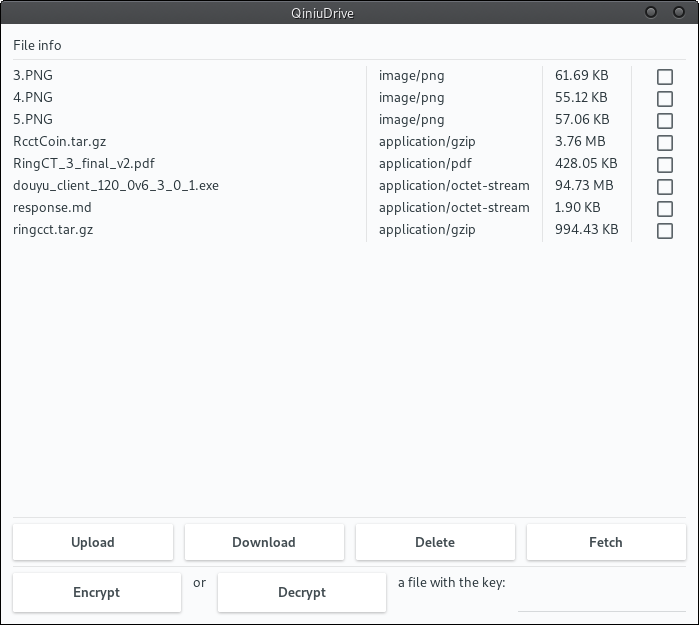 QiniuDrive
File info
3.PNG image/png 61.69 KB
4.PNG image/png 55.12 KB
5.PNG image/png 57.06 KB
RcctCoin.tar.gz application/gzip 3.76 MB
RingCT_3_final_v2.pdf application/pdf 428.05 KB
douyu_client_120_0v6_3_0_1.exe application/octet-stream 94.73 MB
response.md application/octet-stream 1.90 KB
ringcct.tar.gz application/gzip 994.43 KB
Upload Download Delete Fetch
Encrypt or Decrypt a file with the key: